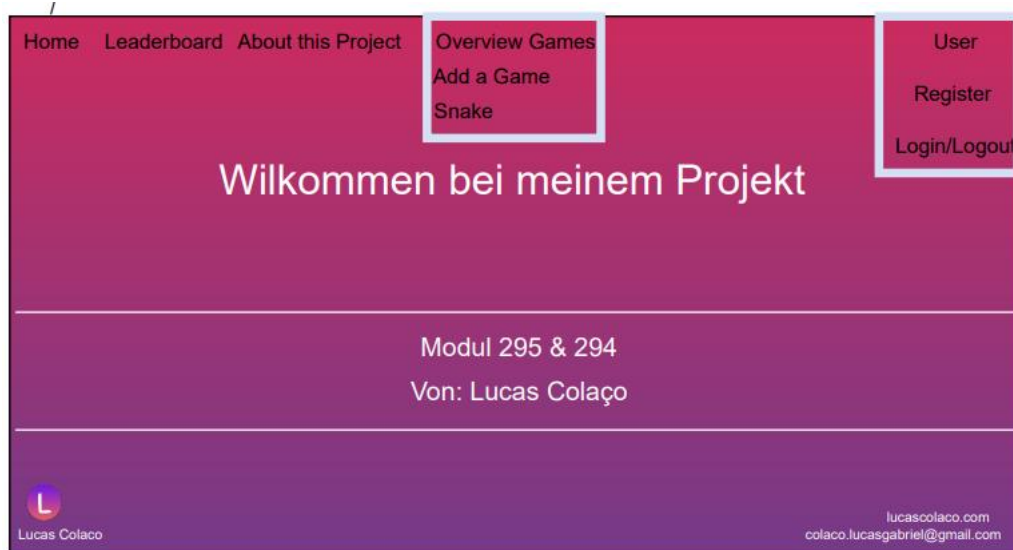 /
Home Leaderboard About this Project Overview Games User
Add a Game
Snake
Register
Login/Logout
Wilkommen bei meinem Projekt
Modul 295 & 294
Von: Lucas Colaço
L
Lucas Colaco
lucascolaco.com
colaco.lucasgabriel@gmail.com